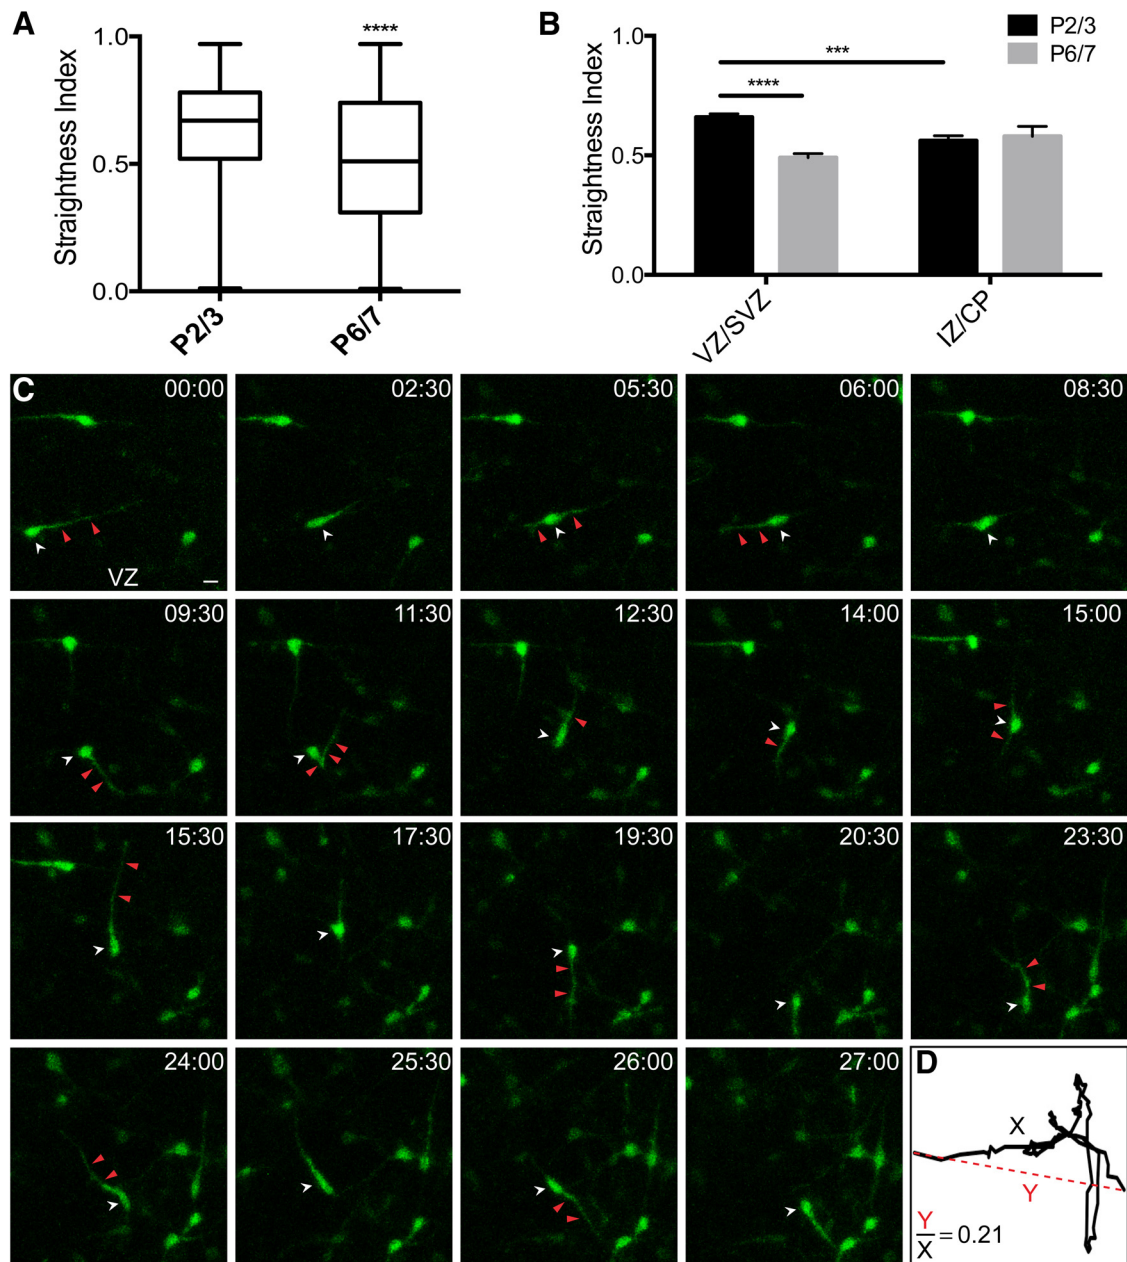 A
B
****
1.0
0.5
0.0
Straightness Index
P2/3
P6/7
P2/3
P6/7
***
****
1.0
0.5
0.0
Straightness Index
VZ/SVZ
IZ/CP
C
00:00
02:30
05:30
06:00
08:30
VZ
09:30
11:30
12:30
14:00
15:00
15:30
17:30
19:30
20:30
23:30
24:00
25:30
26:00
27:00
D
X
Y
Y/X = 0.21